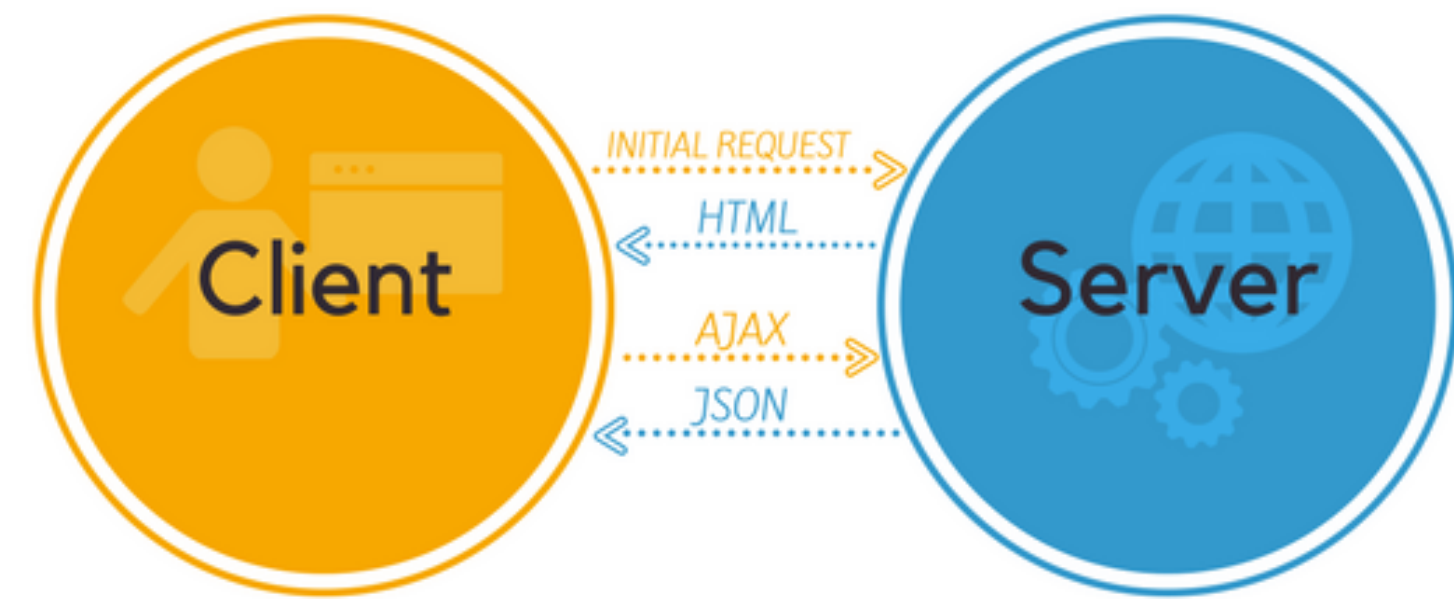 Client
INITIAL REQUEST
HTML
AJAX
JSON
Server